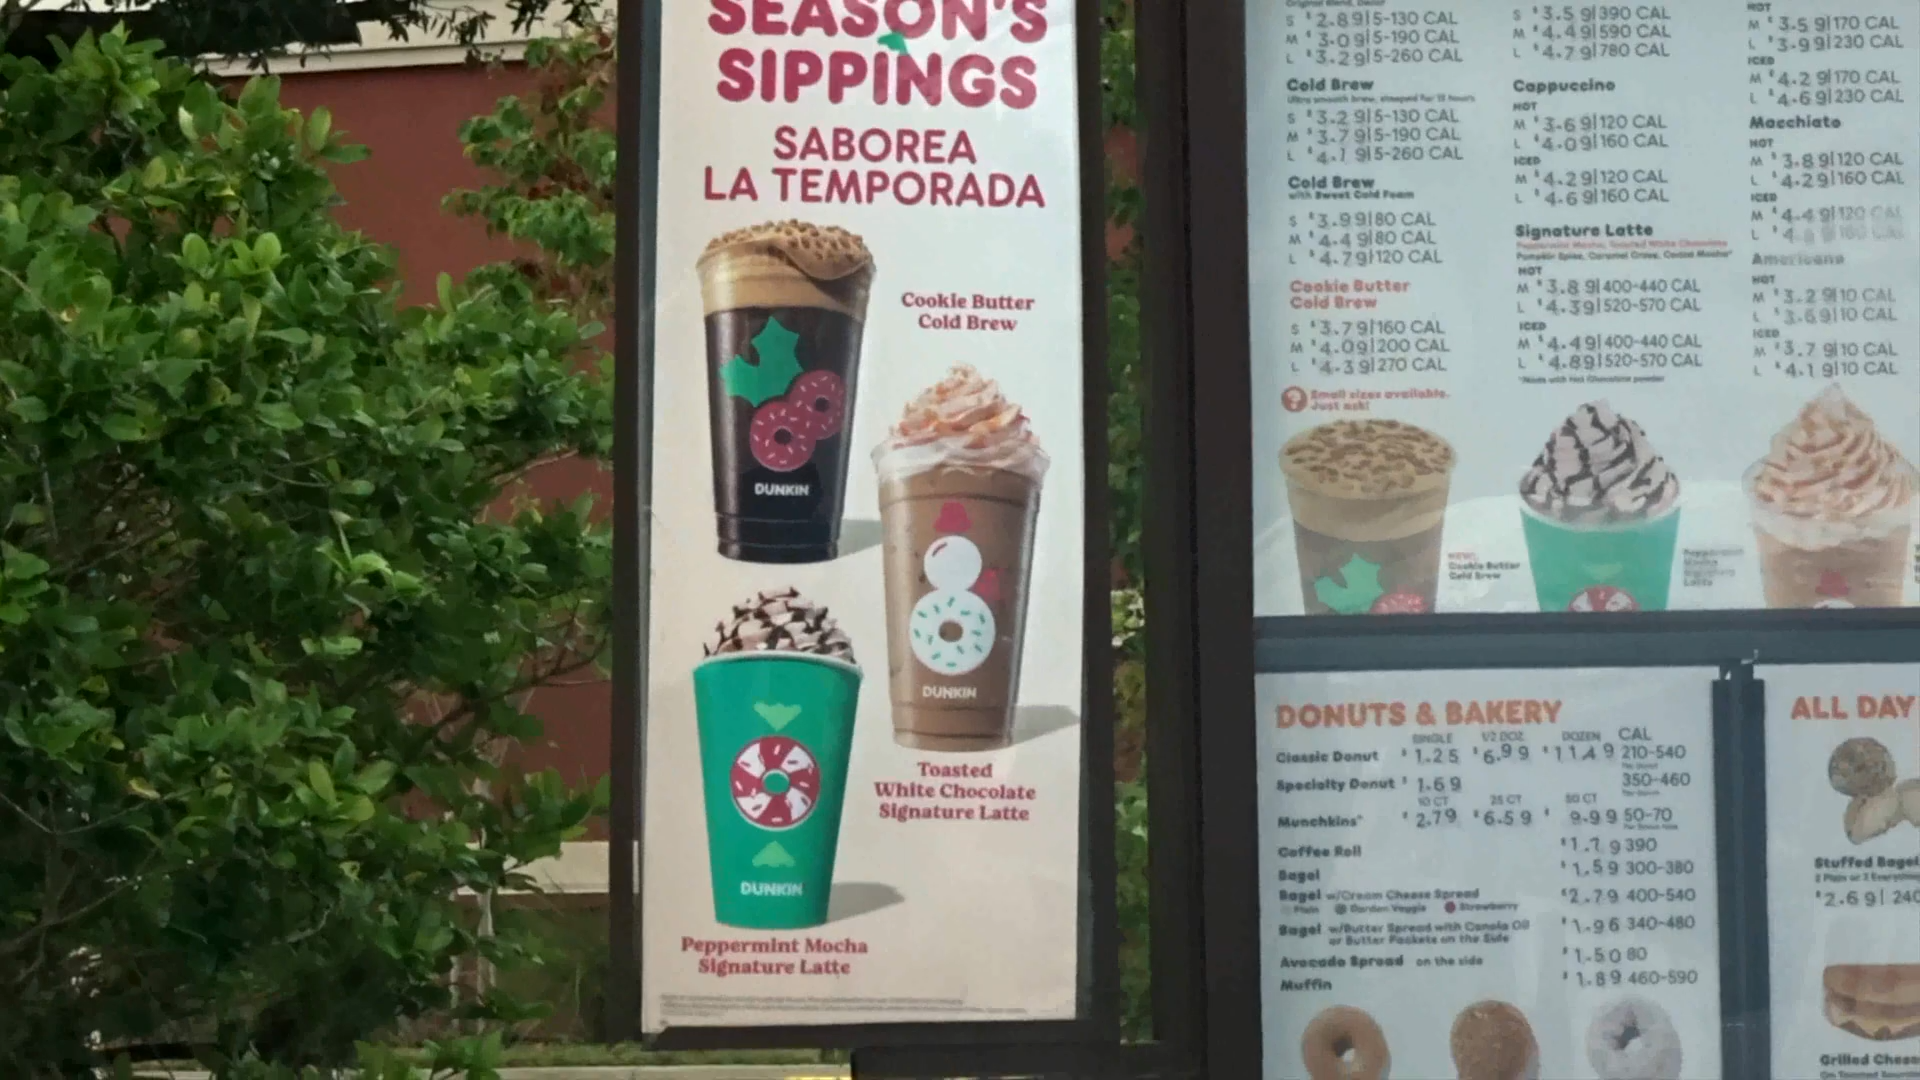 SEASON'S
SIPPINGS
SABOREA
LA TEMPORADA
Cookie Butter
Cold Brew
DUNKIN
DUNKIN
Toasted
White Chocolate
Signature Latte
DUNKIN
Peppermint Mocha
Signature Latte
S $2.89|5-130 CAL
M $3.09|5-190 CAL
L $3.29|5-260 CAL
Cold Brew
S $3.29|5-130 CAL
M $3.79|5-190 CAL
L $4.19|5-260 CAL
Cold Brew
with Sweet Cold Foam
S $3.99|80 CAL
M $4.49|80 CAL
L $4.79|120 CAL
Cookie Butter
Cold Brew
S $3.79|160 CAL
M $4.09|200 CAL
L $4.39|270 CAL
Small sizes available.
Just ask!
Cookie Butter
Cold Brew
S $3.59|390 CAL
M $4.49|590 CAL
L $4.79|780 CAL
Cappuccino
HOT
M $3.69|120 CAL
L $4.09|160 CAL
ICED
M $4.29|120 CAL
L $4.69|160 CAL
Signature Latte
Peppermint Mocha, Toasted White Chocolate
HOT
M $3.89|400-440 CAL
L $4.39|520-570 CAL
ICED
M $4.49|400-440 CAL
L $4.89|520-570 CAL
HOT
M $3.59|170 CAL
L $3.99|230 CAL
ICED
M $4.29|170 CAL
L $4.69|230 CAL
Macchiato
HOT
M $3.89|120 CAL
L $4.29|160 CAL
ICED
M $4.49|120 CAL
Americano
HOT
M $3.29|10 CAL
L $3.69|10 CAL
ICED
M $3.79|10 CAL
L $4.19|10 CAL
DONUTS & BAKERY
SINGLE 1/2 DOZ DOZEN CAL
Classic Donut $1.25 $6.99 $11.49 210-540
Specialty Donut $1.69 350-460
10 CT 25 CT 50 CT
Munchkins $2.79 $6.59 $9.99 50-70
Coffee Roll $1.79 390
Bagel $1.59 300-380
Bagel w/Cream Cheese Spread $2.79 400-540
Plain Garden Veggie Strawberry
Bagel w/Butter Spread with Canola Oil $1.96 340-480
or Butter Packets on the Side
Avocado Spread on the side $1.50 80
Muffin $1.89 460-590
ALL DAY
Stuffed Bagel
$2.69| 240
Grilled Chees